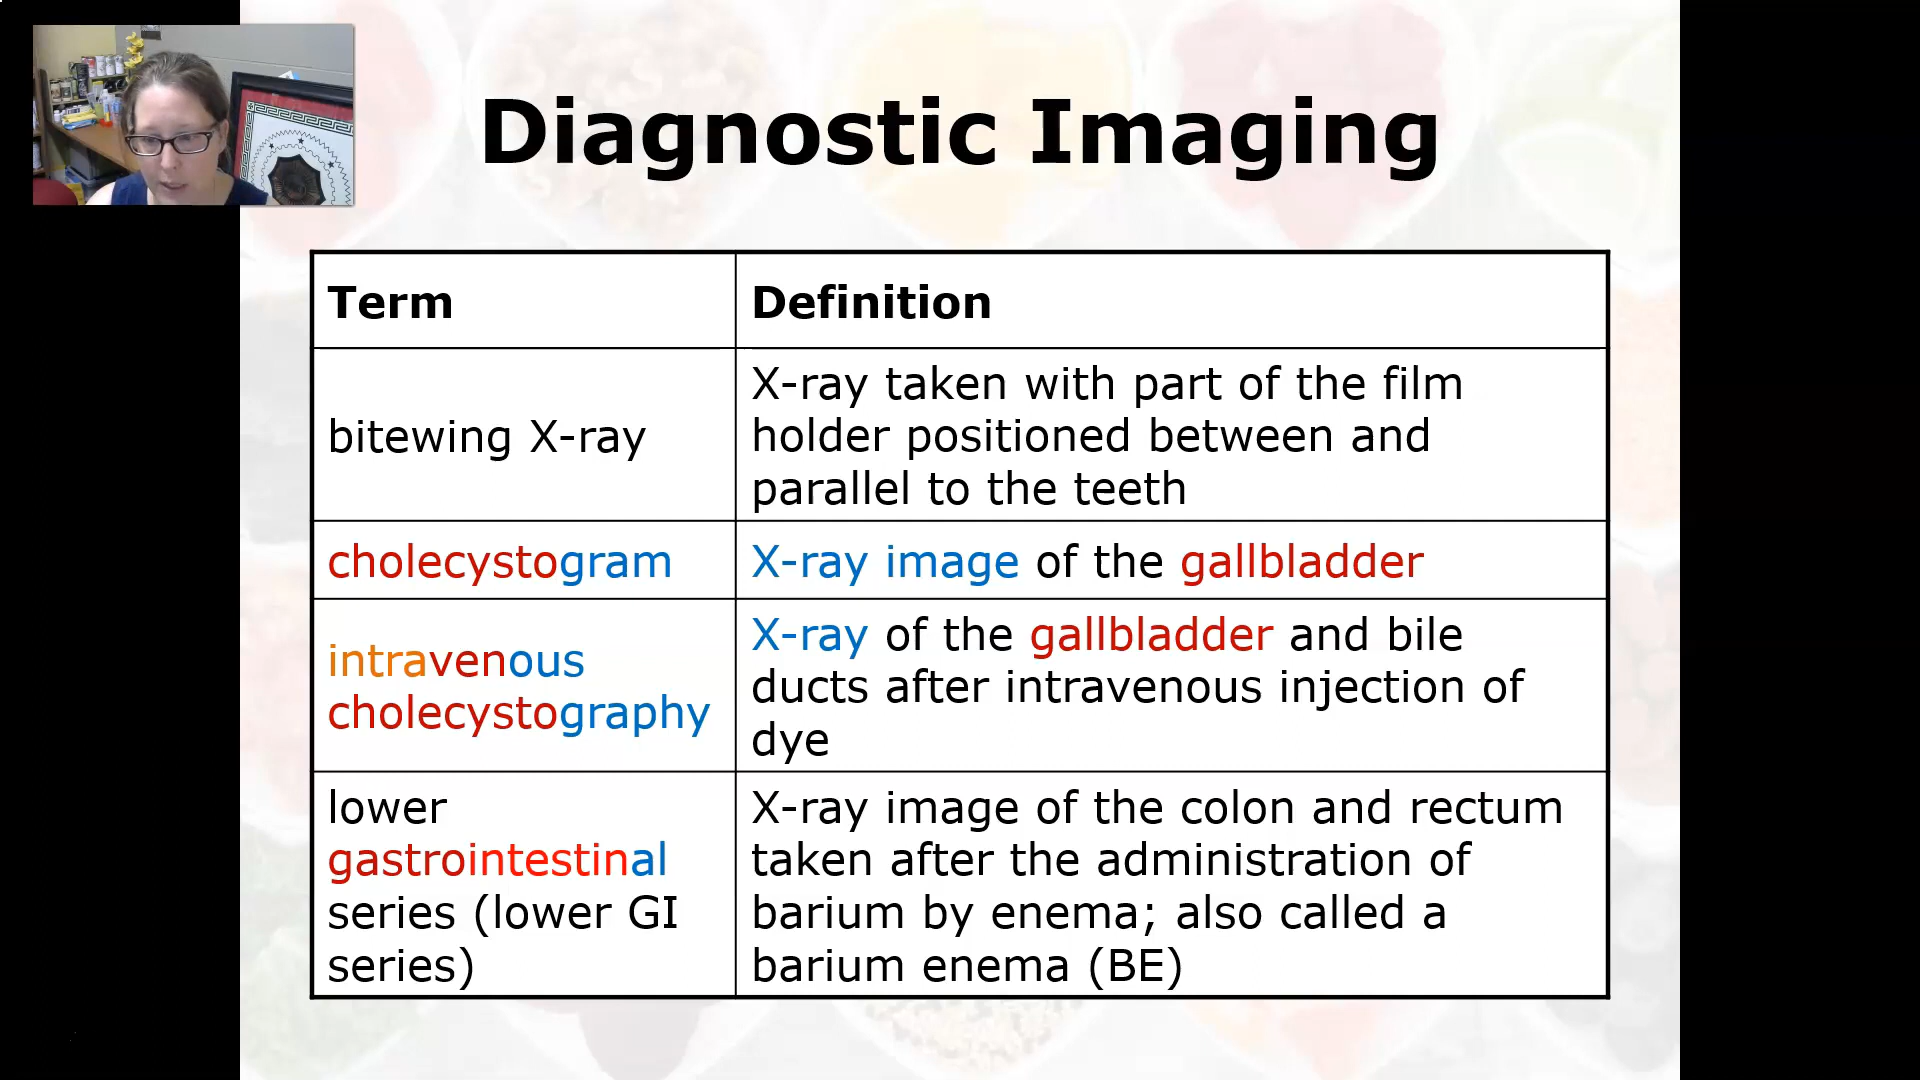 Diagnostic Imaging
Term
Definition
bitewing X-ray
X-ray taken with part of the film
holder positioned between and
parallel to the teeth
cholecystogram
X-ray image of the gallbladder
intravenous
cholecystography
X-ray of the gallbladder and bile
ducts after intravenous injection of
dye
lower
gastrointestinal
series (lower GI
series)
X-ray image of the colon and rectum
taken after the administration of
barium by enema; also called a
barium enema (BE)